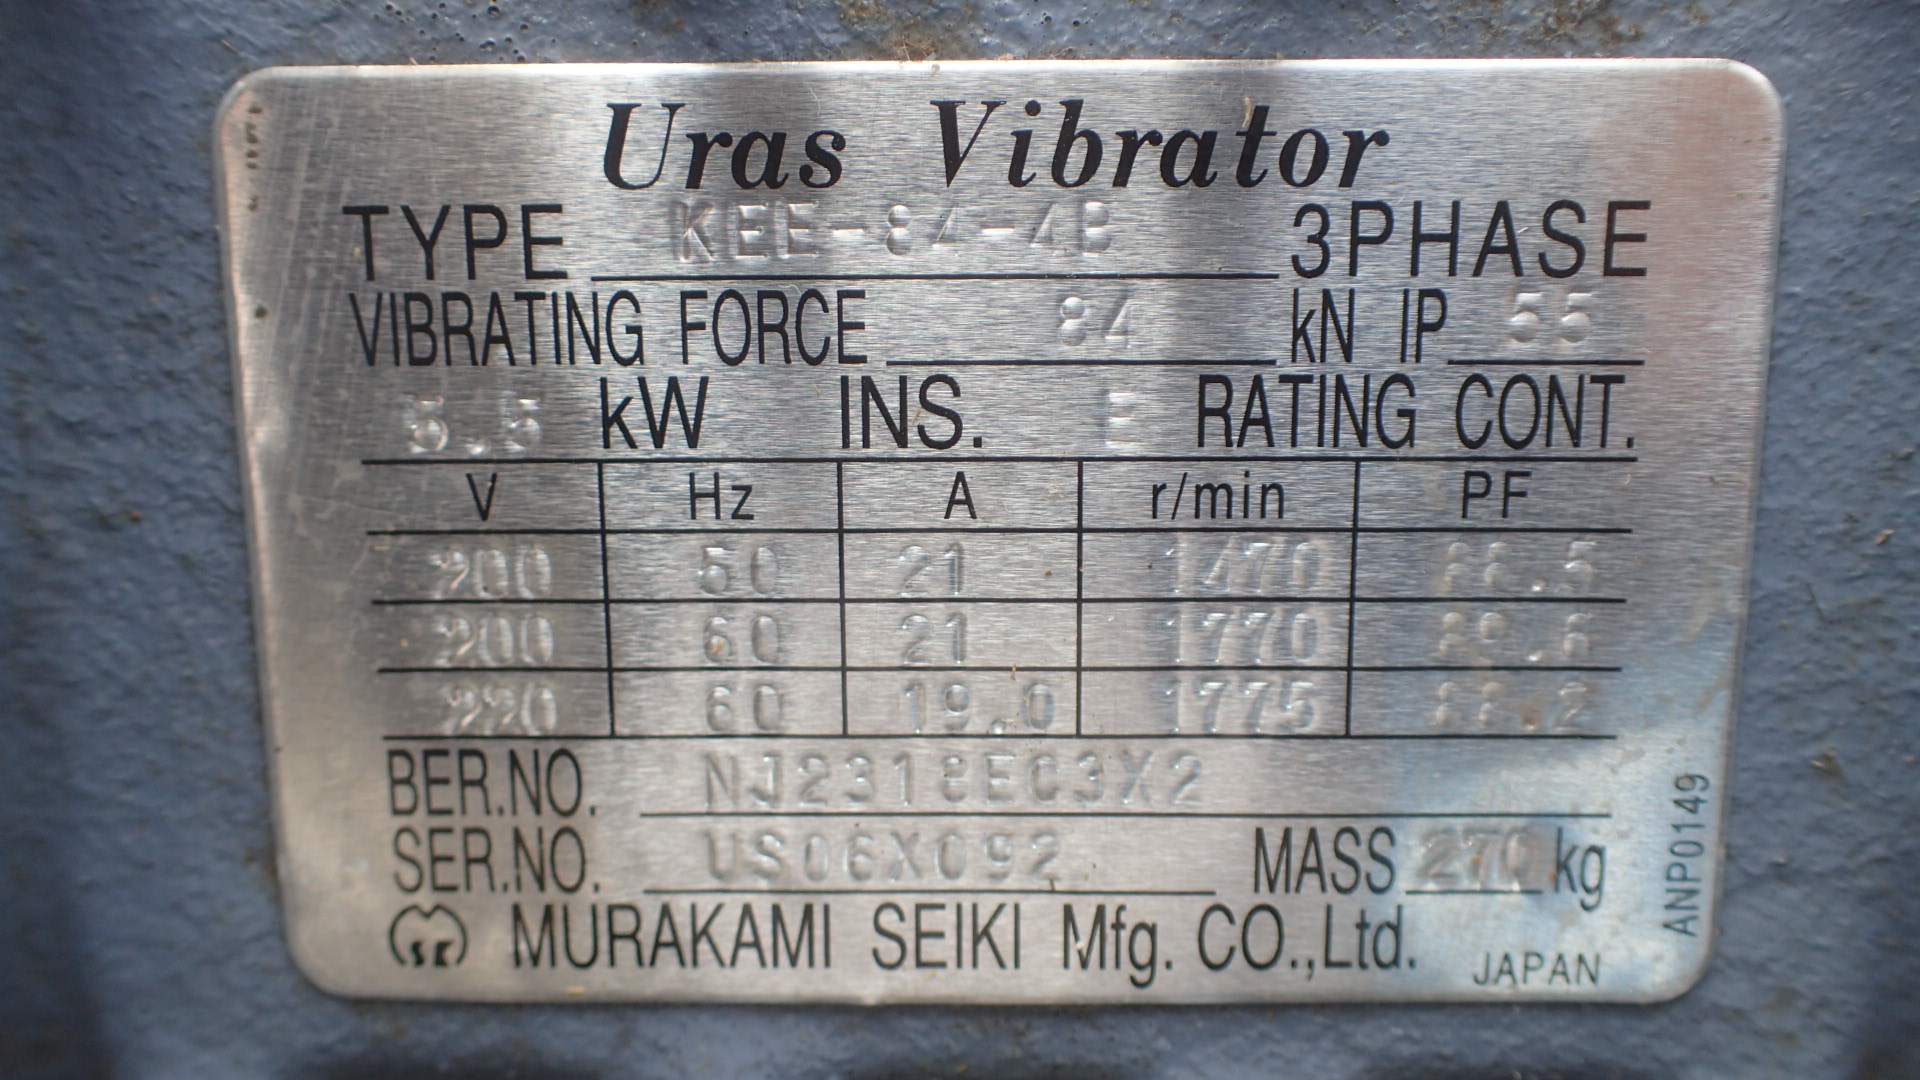 Uras Vibrator
TYPE KEE-84-4B 3PHASE
VIBRATING FORCE 84 kN IP 55
5.5 kW INS. E RATING CONT.
V Hz A r/min PF
200 50 21 1470
200 60 21 1770
220 60 19.0 1775
BER.NO. NJ2318EC3X2
SER.NO. US06X092 MASS 270 kg
MURAKAMI SEIKI Mfg. CO.,Ltd. JAPAN
ANP0149